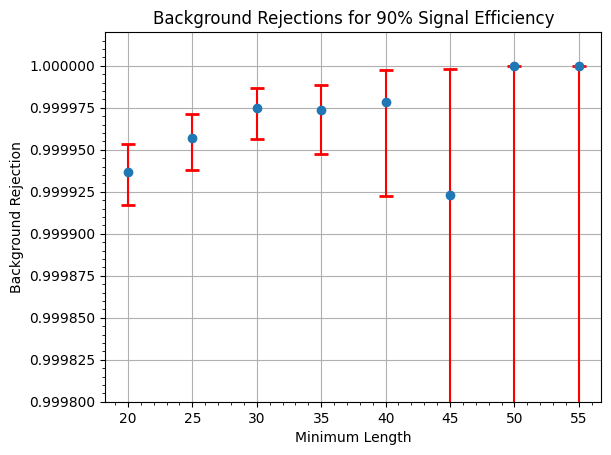 Background Rejections for 90% Signal Efficiency
Background Rejection
1.000000
0.999975
0.999950
0.999925
0.999900
0.999875
0.999850
0.999825
0.999800
20 25 30 35 40 45 50 55
Minimum Length